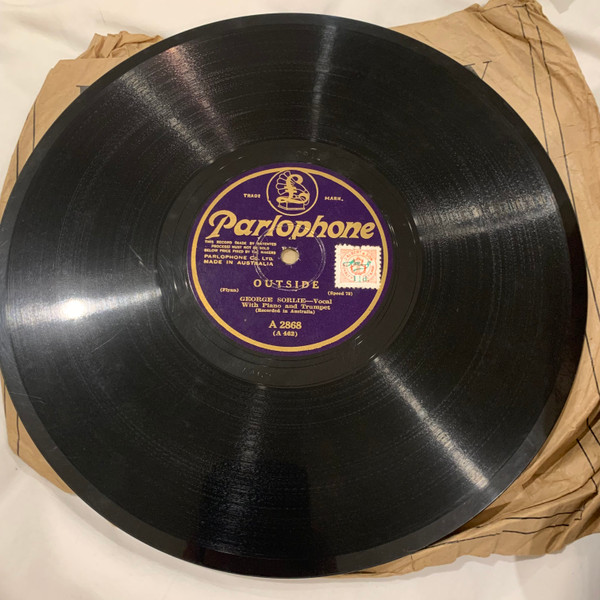 TRADE MARK.
Parlophone
THIS RECORD MADE BY PATENTED
PROCESSES MUST NOT BE SOLD
BELOW PRICE FIXED BY THE MAKERS
PARLOPHONE CO. LTD.
MADE IN AUSTRALIA
OUTSIDE
(Flynn) (Speed 78)
GEORGE SORLIE—Vocal
With Piano and Trumpet
(Recorded in Australia)
A 2868
(A 462)